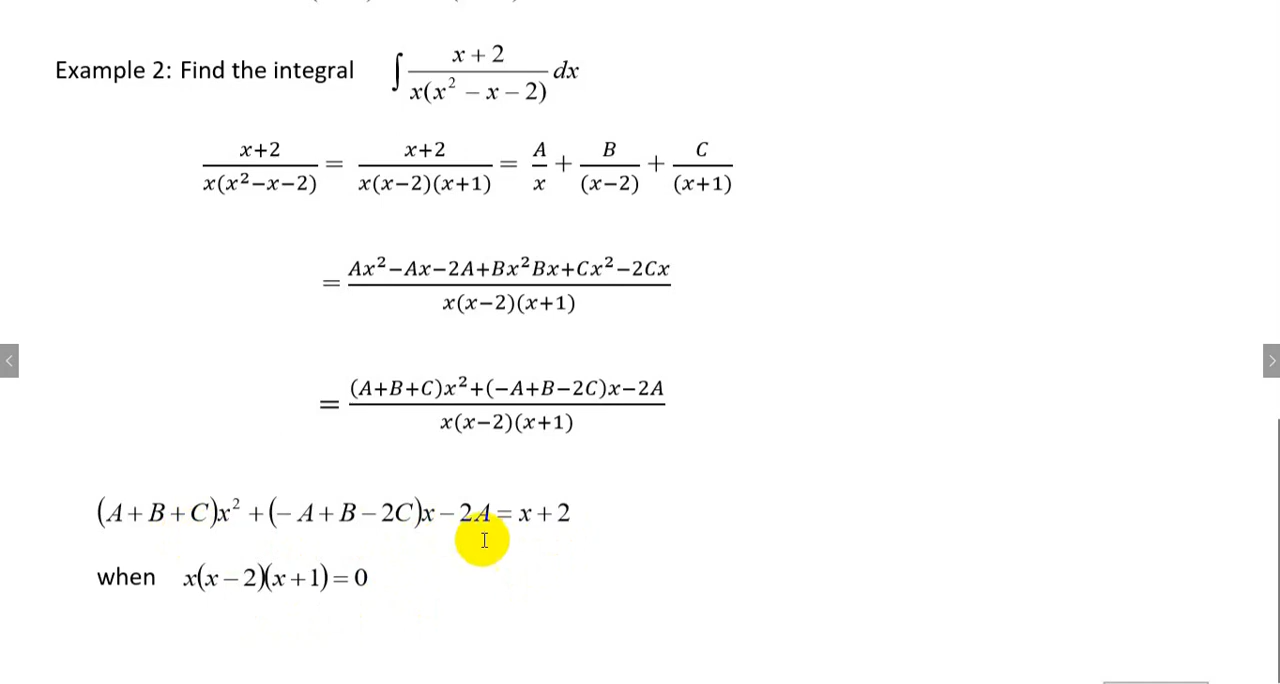 Example 2: Find the integral ∫ x + 2 / x(x² − x − 2) dx
x+2 / x(x²−x−2) = x+2 / x(x−2)(x+1) = A / x + B / (x−2) + C / (x+1)
= Ax²−Ax−2A+Bx²Bx+Cx²−2Cx / x(x−2)(x+1)
= (A+B+C)x²+(−A+B−2C)x−2A / x(x−2)(x+1)
(A + B + C)x² + (− A + B − 2C)x − 2A = x + 2
when x(x − 2)(x + 1) = 0